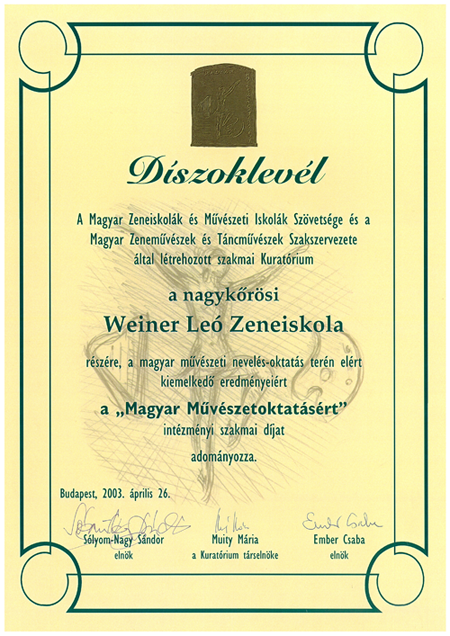 Díszoklevél
A Magyar Zeneiskolák és Művészeti Iskolák Szövetsége és a
Magyar Zeneművészek és Táncművészek Szakszervezete
által létrehozott szakmai Kuratórium
a nagykőrösi
Weiner Leó Zeneiskola
részére, a magyar művészeti nevelés-oktatás terén elért
kiemelkedő eredményeiért
a „Magyar Művészetoktatásért”
intézményi szakmai díjat
adományozza.
Budapest, 2003. április 26.
Sólyom-Nagy Sándor Muity Mária Ember Csaba
elnök a Kuratórium társelnöke elnök